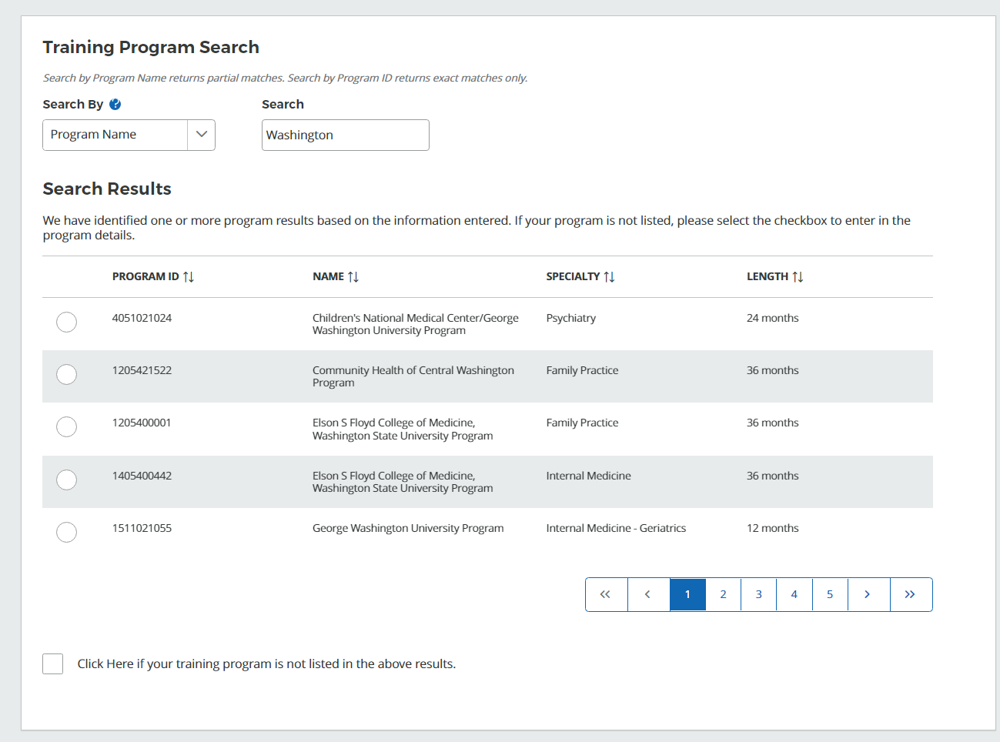 Training Program Search
Search by Program Name returns partial matches. Search by Program ID returns exact matches only.
Search By ?
Search
Program Name
Washington
Search Results
We have identified one or more program results based on the information entered. If your program is not listed, please select the checkbox to enter in the
program details.
PROGRAM ID ↑↓ NAME ↑↓ SPECIALTY ↑↓ LENGTH ↑↓
4051021024 Children's National Medical Center/George Psychiatry 24 months
Washington University Program
1205421522 Community Health of Central Washington Family Practice 36 months
Program
1205400001 Elson S Floyd College of Medicine, Family Practice 36 months
Washington State University Program
1405400442 Elson S Floyd College of Medicine, Internal Medicine 36 months
Washington State University Program
1511021055 George Washington University Program Internal Medicine - Geriatrics 12 months
« ‹ 1 2 3 4 5 › »
Click Here if your training program is not listed in the above results.